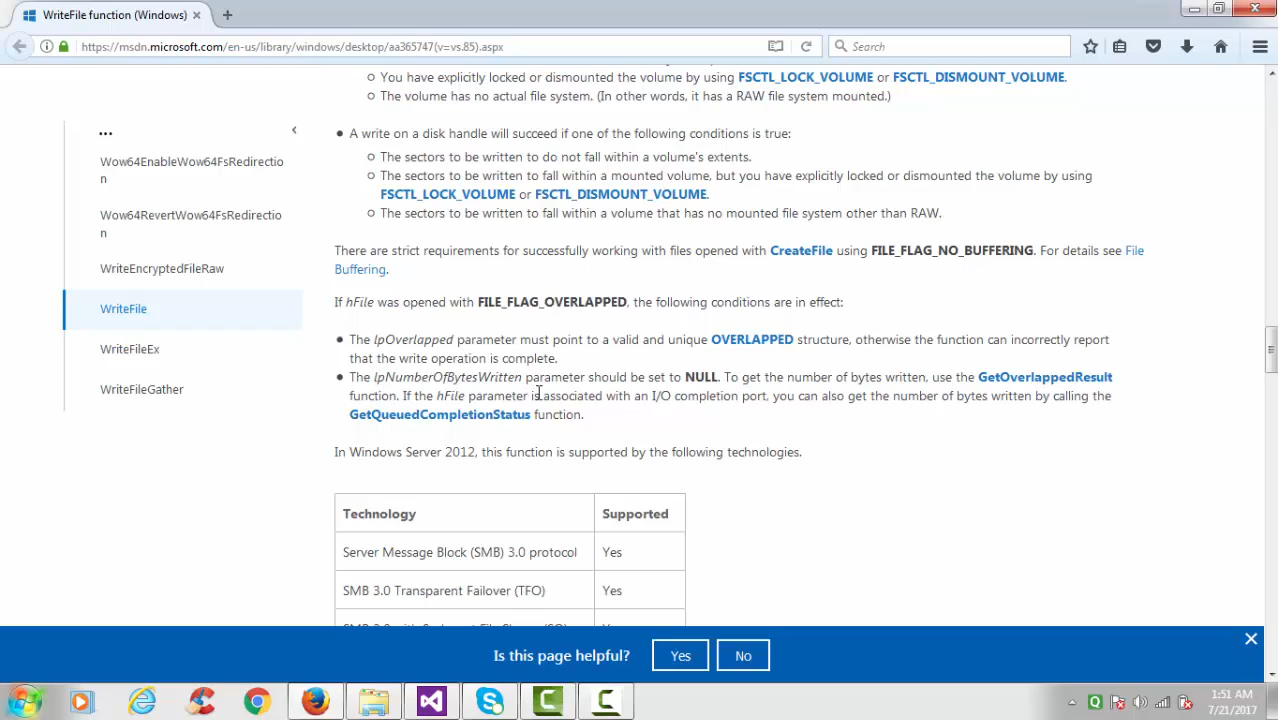 WriteFile function (Windows)
https://msdn.microsoft.com/en-us/library/windows/desktop/aa365747(v=vs.85).aspx
Search
You have explicitly locked or dismounted the volume by using FSCTL_LOCK_VOLUME or FSCTL_DISMOUNT_VOLUME.
The volume has no actual file system. (In other words, it has a RAW file system mounted.)
...
Wow64EnableWow64FsRedirectio
n
Wow64RevertWow64FsRedirectio
n
WriteEncryptedFileRaw
WriteFile
WriteFileEx
WriteFileGather
A write on a disk handle will succeed if one of the following conditions is true:
The sectors to be written to do not fall within a volume's extents.
The sectors to be written to fall within a mounted volume, but you have explicitly locked or dismounted the volume by using
FSCTL_LOCK_VOLUME or FSCTL_DISMOUNT_VOLUME.
The sectors to be written to fall within a volume that has no mounted file system other than RAW.
There are strict requirements for successfully working with files opened with CreateFile using FILE_FLAG_NO_BUFFERING. For details see File
Buffering.
If hFile was opened with FILE_FLAG_OVERLAPPED, the following conditions are in effect:
The lpOverlapped parameter must point to a valid and unique OVERLAPPED structure, otherwise the function can incorrectly report
that the write operation is complete.
The lpNumberOfBytesWritten parameter should be set to NULL. To get the number of bytes written, use the GetOverlappedResult
function. If the hFile parameter is associated with an I/O completion port, you can also get the number of bytes written by calling the
GetQueuedCompletionStatus function.
In Windows Server 2012, this function is supported by the following technologies.
Technology Supported
Server Message Block (SMB) 3.0 protocol Yes
SMB 3.0 Transparent Failover (TFO) Yes
Is this page helpful? Yes No
1:51 AM
7/21/2017